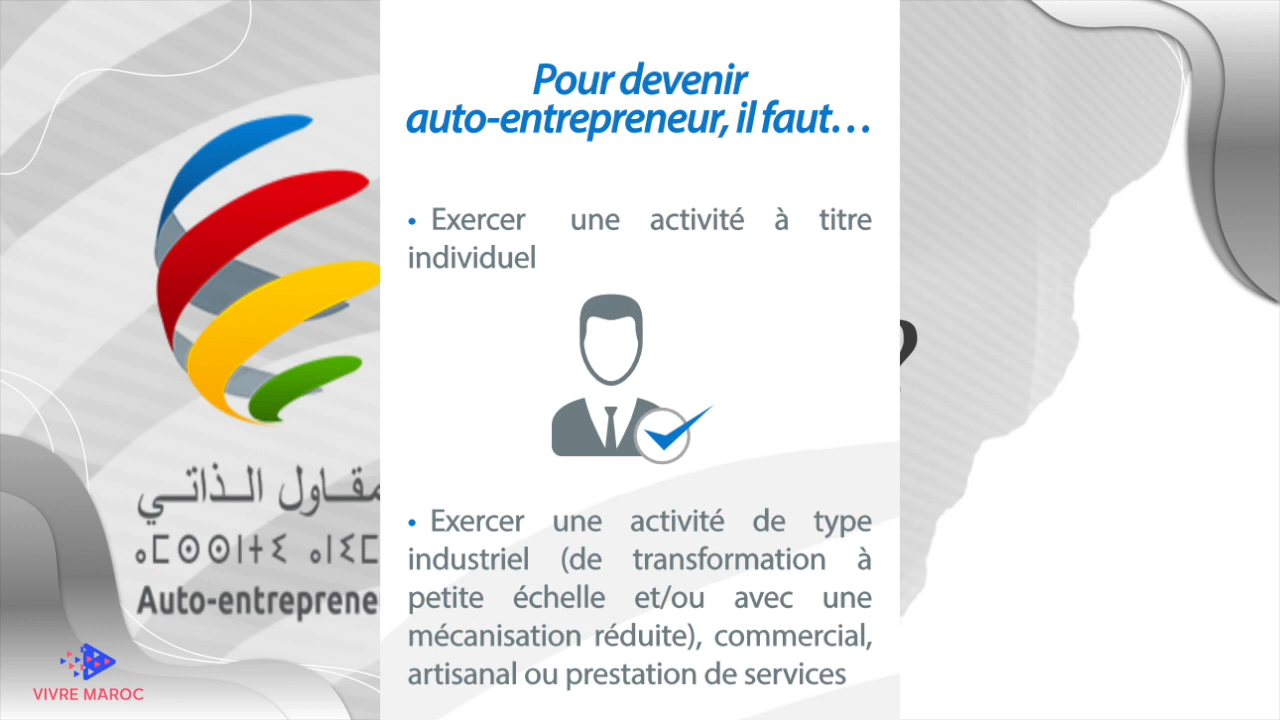 Pour devenir
auto-entrepreneur, il faut...
• Exercer une activité à titre
individuel
• Exercer une activité de type
industriel (de transformation à
petite échelle et/ou avec une
mécanisation réduite), commercial,
artisanal ou prestation de services
مقاول الذاتي
ⴰⵎⵙⵙⵏⵜⵉ ⴰⵏⵉⵎ
Auto-entreprene
VIVRE MAROC